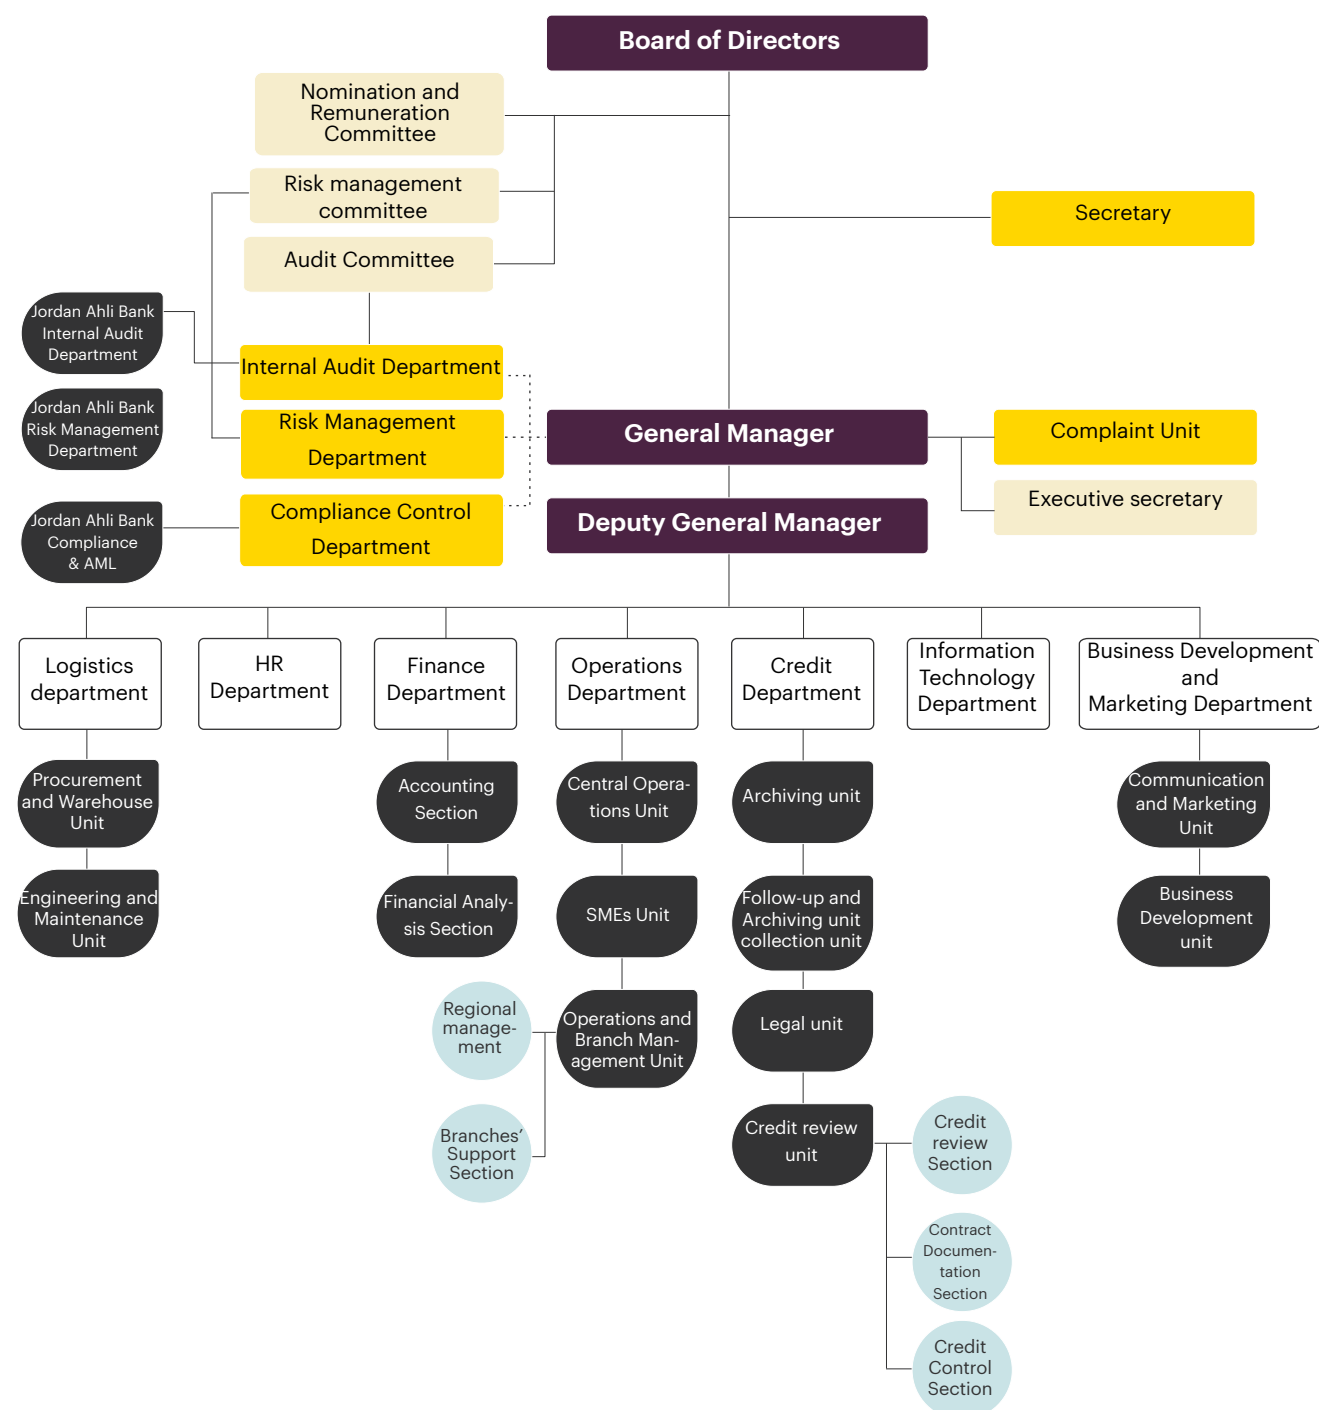 Board of Directors
Nomination and
Remuneration
Committee
Risk management
committee
Secretary
Audit Committee
Jordan Ahli Bank
Internal Audit
Department
Internal Audit Department
Jordan Ahli Bank
Risk Management
Department
Risk Management
Department
General Manager
Complaint Unit
Executive secretary
Jordan Ahli Bank
Compliance
& AML
Compliance Control
Department
Deputy General Manager
Logistics
department
HR
Department
Finance
Department
Operations
Department
Credit
Department
Information
Technology
Department
Business Development
and
Marketing Department
Procurement
and Warehouse
Unit
Accounting
Section
Central Opera-
tions Unit
Archiving unit
Communication
and Marketing
Unit
Engineering and
Maintenance
Unit
Financial Analy-
sis Section
SMEs Unit
Follow-up and
Archiving unit
collection unit
Business
Development
unit
Regional
manage-
ment
Operations and
Branch Man-
agement Unit
Legal unit
Branches’
Support
Section
Credit review
unit
Credit
review
Section
Contract
Documen-
tation
Section
Credit
Control
Section